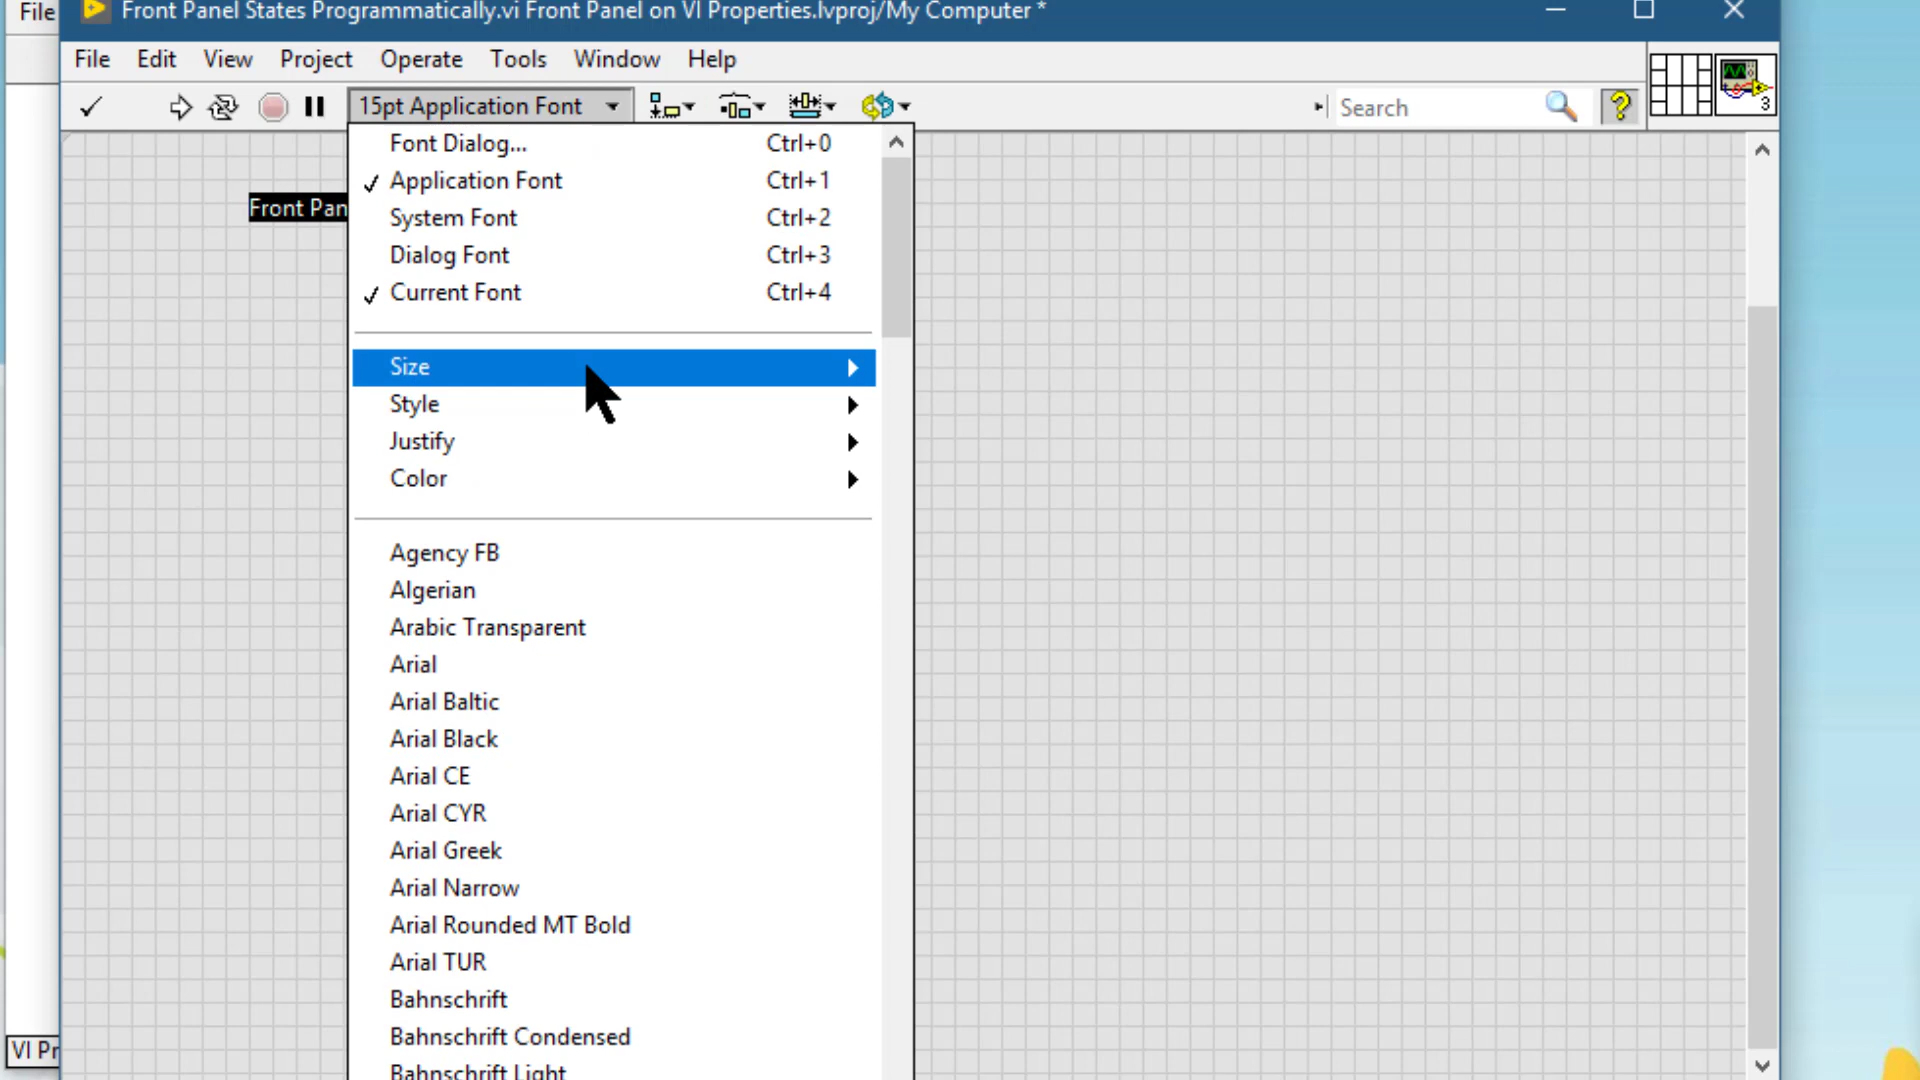 File
Front Panel States Programmatically.vi Front Panel on VI Properties.lvproj/My Computer *
File Edit View Project Operate Tools Window Help
15pt Application Font
Search
?
3
Font Dialog... Ctrl+0
✓ Application Font Ctrl+1
System Font Ctrl+2
Dialog Font Ctrl+3
✓ Current Font Ctrl+4
Front Pan
Size
Style
Justify
Color
Agency FB
Algerian
Arabic Transparent
Arial
Arial Baltic
Arial Black
Arial CE
Arial CYR
Arial Greek
Arial Narrow
Arial Rounded MT Bold
Arial TUR
Bahnschrift
Bahnschrift Condensed
Bahnschrift Light
VI Pr